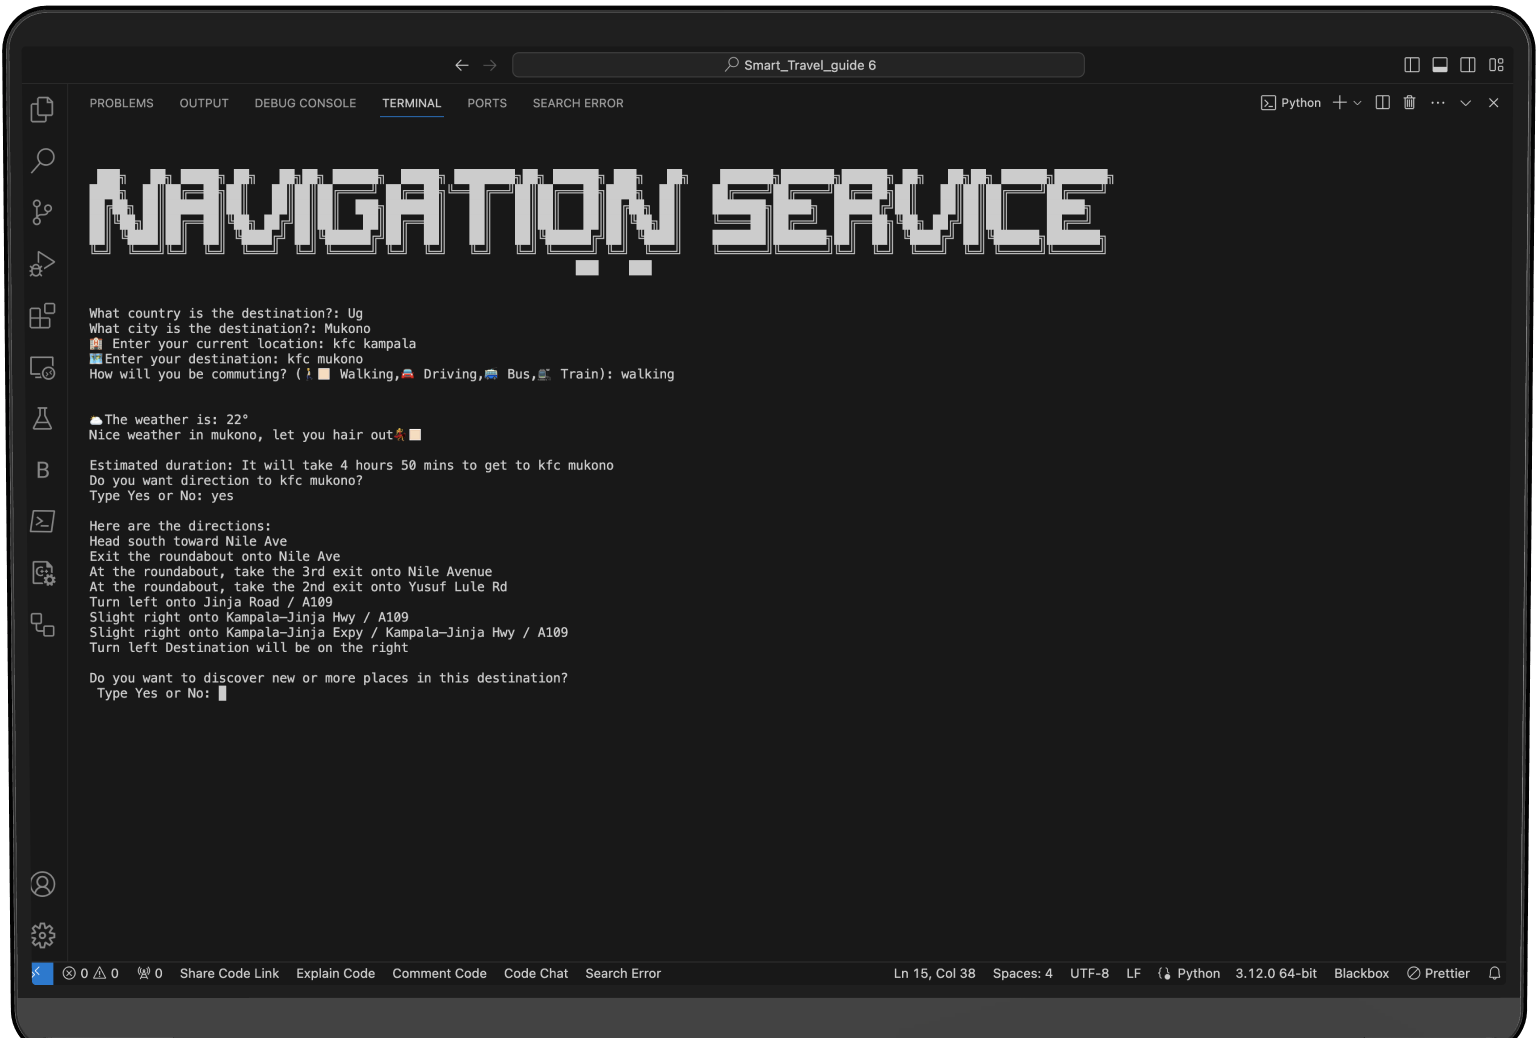 Smart_Travel_guide 6
PROBLEMS OUTPUT DEBUG CONSOLE TERMINAL PORTS SEARCH ERROR
Python
NAVIGATION SERVICE
What country is the destination?: Ug
What city is the destination?: Mukono
🏨 Enter your current location: kfc kampala
🗺️Enter your destination: kfc mukono
How will you be commuting? (🚶🏻 Walking,🚘 Driving,🚍 Bus,🚂 Train): walking
🌥️The weather is: 22°
Nice weather in mukono, let you hair out💃🏻
Estimated duration: It will take 4 hours 50 mins to get to kfc mukono
Do you want direction to kfc mukono?
Type Yes or No: yes
Here are the directions:
Head south toward Nile Ave
Exit the roundabout onto Nile Ave
At the roundabout, take the 3rd exit onto Nile Avenue
At the roundabout, take the 2nd exit onto Yusuf Lule Rd
Turn left onto Jinja Road / A109
Slight right onto Kampala–Jinja Hwy / A109
Slight right onto Kampala–Jinja Expy / Kampala–Jinja Hwy / A109
Turn left Destination will be on the right
Do you want to discover new or more places in this destination?
Type Yes or No:
B
0 0 0 Share Code Link Explain Code Comment Code Code Chat Search Error Ln 15, Col 38 Spaces: 4 UTF-8 LF Python 3.12.0 64-bit Blackbox Prettier